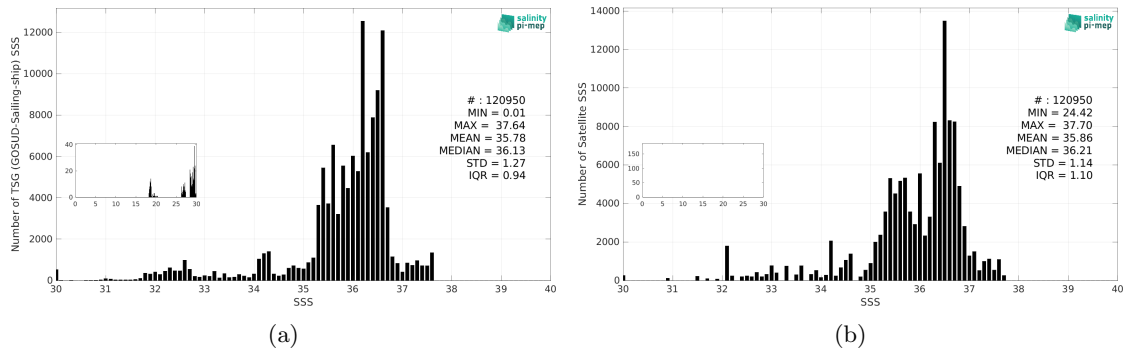 salinity
pi-mep
Number of TSG (GOSUD-Sailing-ship) SSS
12000
10000
8000
6000
4000
2000
0
# : 120950
MIN = 0.01
MAX = 37.64
MEAN = 35.78
MEDIAN = 36.13
STD = 1.27
IQR = 0.94
40
20
0
0 5 10 15 20 25 30
30 31 32 33 34 35 36 37 38 39 40
SSS
(a)
salinity
pi-mep
Number of Satellite SSS
14000
12000
10000
8000
6000
4000
2000
0
# : 120950
MIN = 24.42
MAX = 37.70
MEAN = 35.86
MEDIAN = 36.21
STD = 1.14
IQR = 1.10
150
100
50
0
0 5 10 15 20 25 30
30 31 32 33 34 35 36 37 38 39 40
SSS
(b)